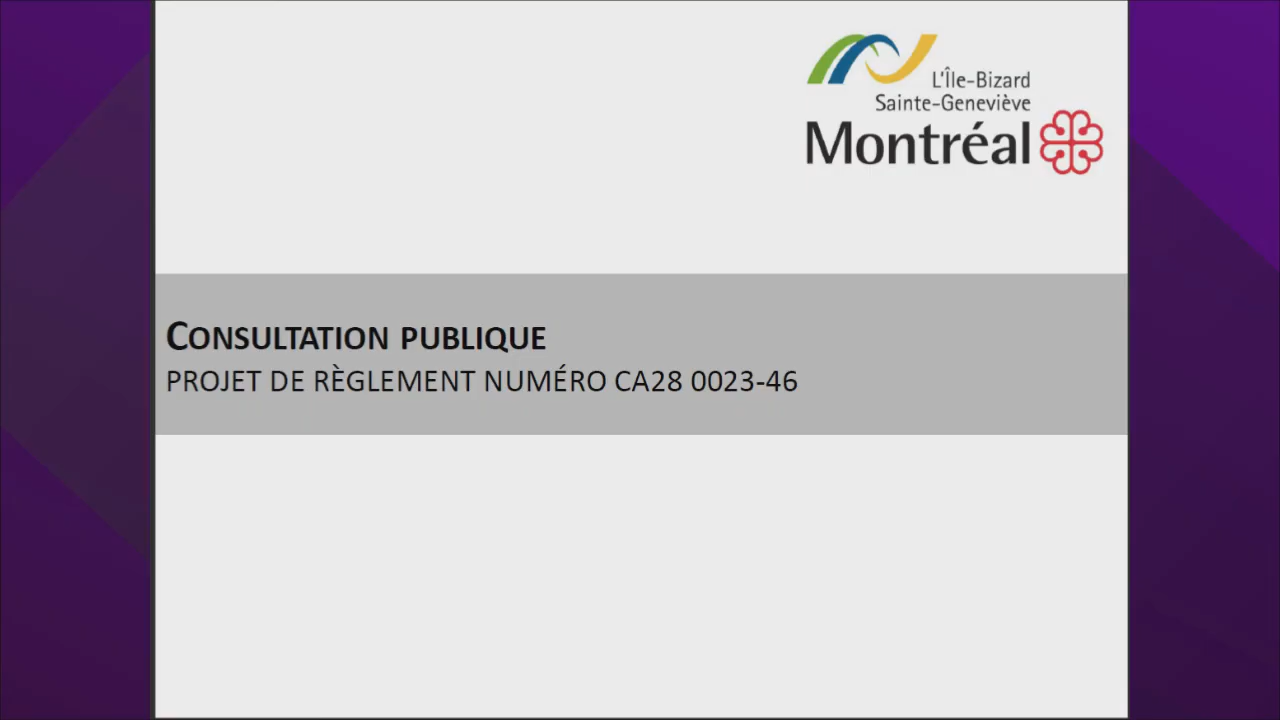 L'Île-Bizard
Sainte-Geneviève
Montréal
CONSULTATION PUBLIQUE
PROJET DE RÈGLEMENT NUMÉRO CA28 0023-46